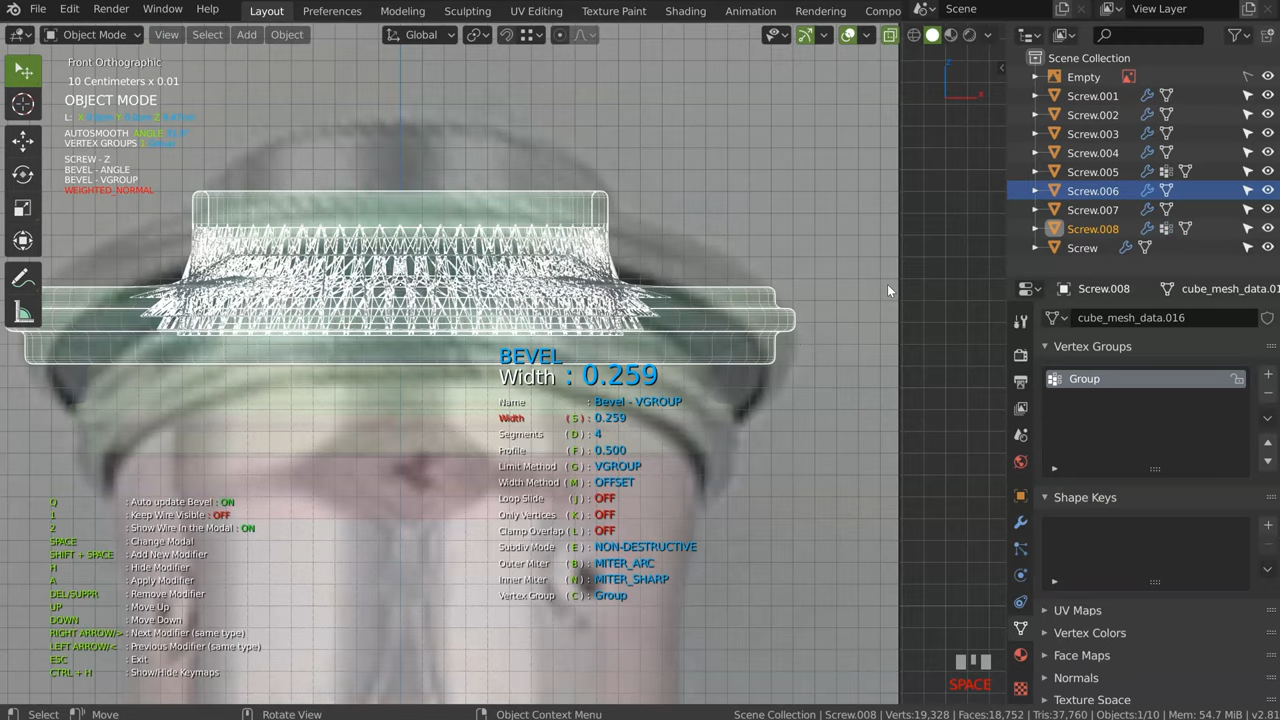 File Edit Render Window Help Layout Preferences Modeling Sculpting UV Editing Texture Paint Shading Animation Rendering Compo Scene View Layer
Object Mode View Select Add Object Global
Front Orthographic
10 Centimeters x 0.01
OBJECT MODE
L: X
AUTOSMOOTH ANGLE
VERTEX GROUPS 1 Group
SCREW - Z
BEVEL - ANGLE
BEVEL - VGROUP
WEIGHTED_NORMAL
BEVEL
Width : 0.259
Name : Bevel - VGROUP
Width (S) : 0.259
Segments (D) : 4
Profile (F) : 0.500
Limit Method (G) : VGROUP
Width Method (M) : OFFSET
Loop Slide (J) : OFF
Only Vertices (K) : OFF
Clamp Overlap (L) : OFF
Subdiv Mode (E) : NON-DESTRUCTIVE
Outer Miter (B) : MITER_ARC
Inner Miter (N) : MITER_SHARP
Vertex Group (C) : Group
Q : Auto update Bevel : ON
1 : Keep Wire Visible : OFF
2 : Show Wire In the Modal : ON
SPACE : Change Modal
SHIFT + SPACE : Add New Modifier
H : Hide Modifier
A : Apply Modifier
DEL/SUPPR : Remove Modifier
UP : Move Up
DOWN : Move Down
RIGHT ARROW/> : Next Modifier (same type)
LEFT ARROW/< : Previous Modifier (same type)
ESC : Exit
CTRL + H : Show/Hide Keymaps
z
x
SPACE
Scene Collection
Empty
Screw.001
Screw.002
Screw.003
Screw.004
Screw.005
Screw.006
Screw.007
Screw.008
Screw
Screw.008 cube_mesh_data.01
cube_mesh_data.016
Vertex Groups
Group
Shape Keys
UV Maps
Vertex Colors
Face Maps
Normals
Texture Space
Select Move Rotate View Object Context Menu Scene Collection | Screw.008 | Verts:19,328 | Faces:18,752 | Tris:37,760 | Objects:1/10 | Mem: 54.7 MiB | v2.8